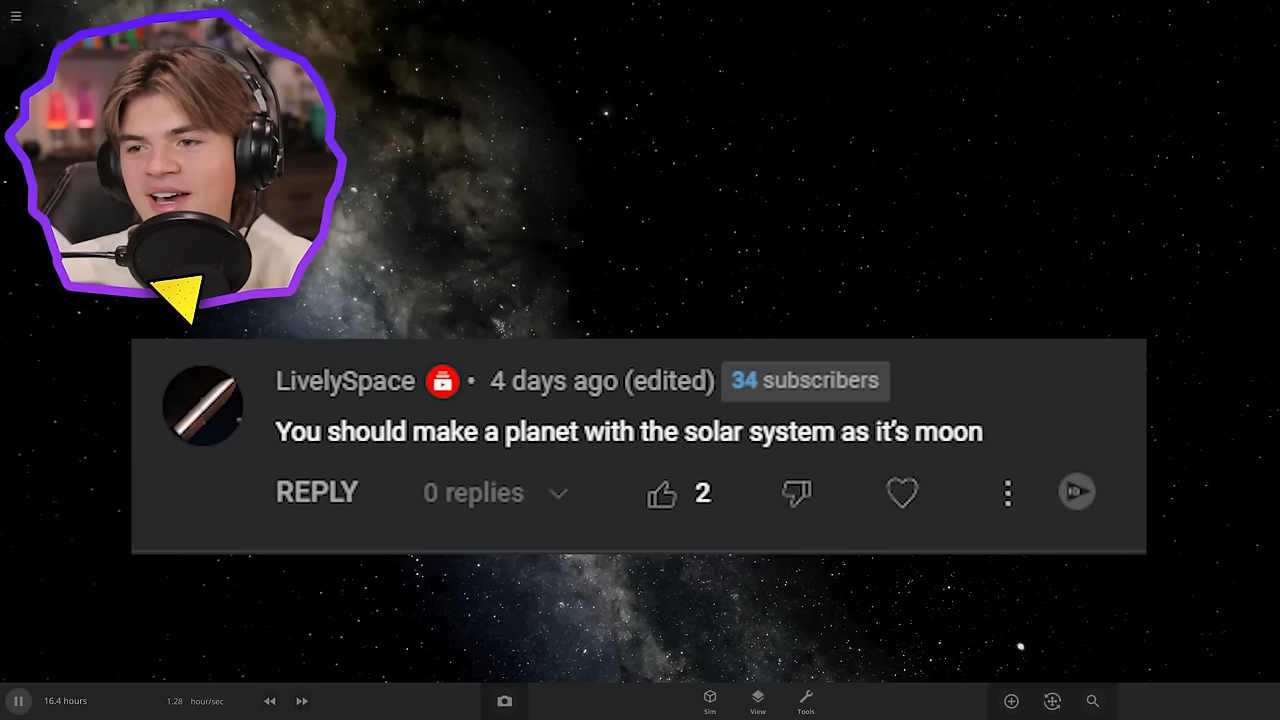 LivelySpace • 4 days ago (edited) 34 subscribers
You should make a planet with the solar system as it's moon
REPLY 0 replies 2
16.4 hours 1.28 hour/sec Sim View Tools